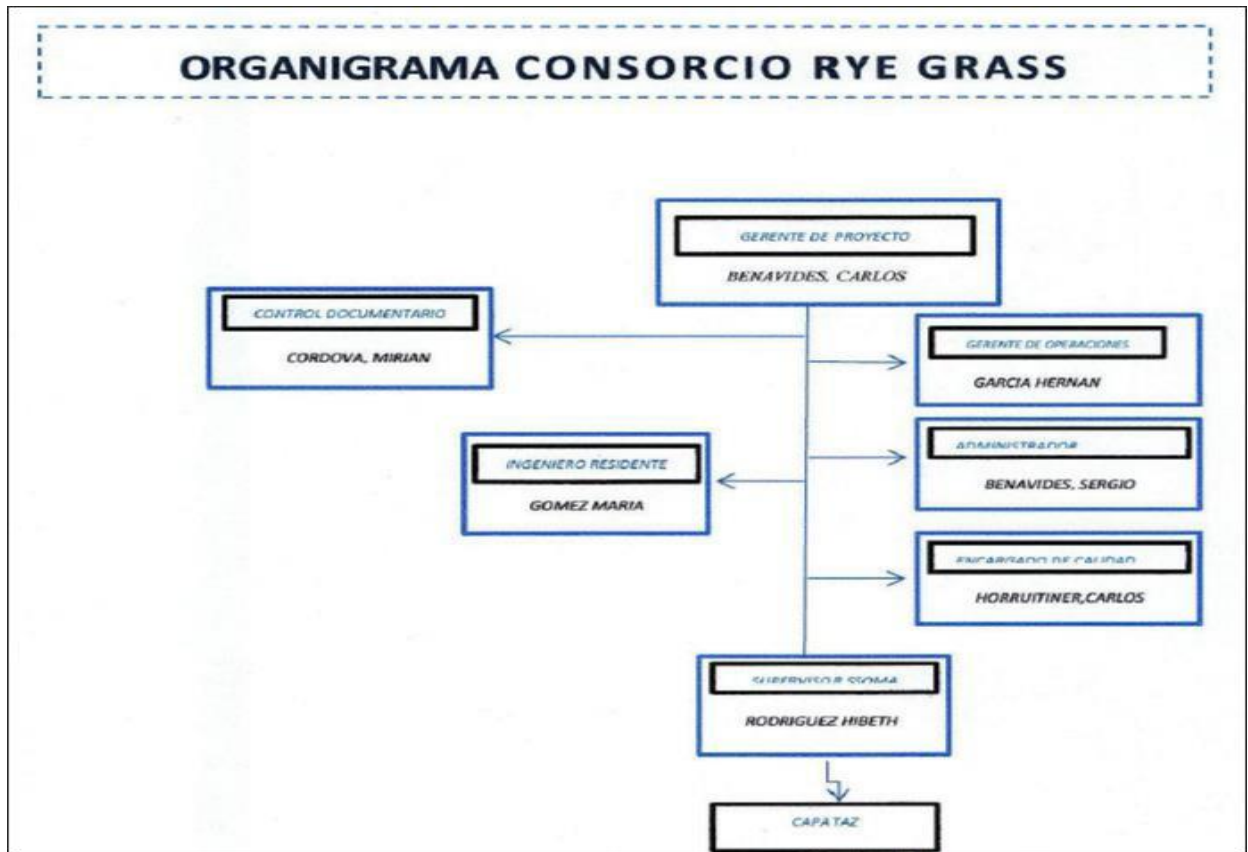 ORGANIGRAMA CONSORCIO RYE GRASS
GERENTE DE PROYECTO
BENAVIDES, CARLOS
CONTROL DOCUMENTARIO
CORDOVA, MIRIAN
GERENTE DE OPERACIONES
GARCIA HERNAN
INGENIERO RESIDENTE
GOMEZ MARIA
ADMINISTRADOR
BENAVIDES, SERGIO
ENCARGADO DE CALIDAD
HORRUITINER,CARLOS
SUPERVISOR SSOMA
RODRIGUEZ HIBETH
CAPATAZ